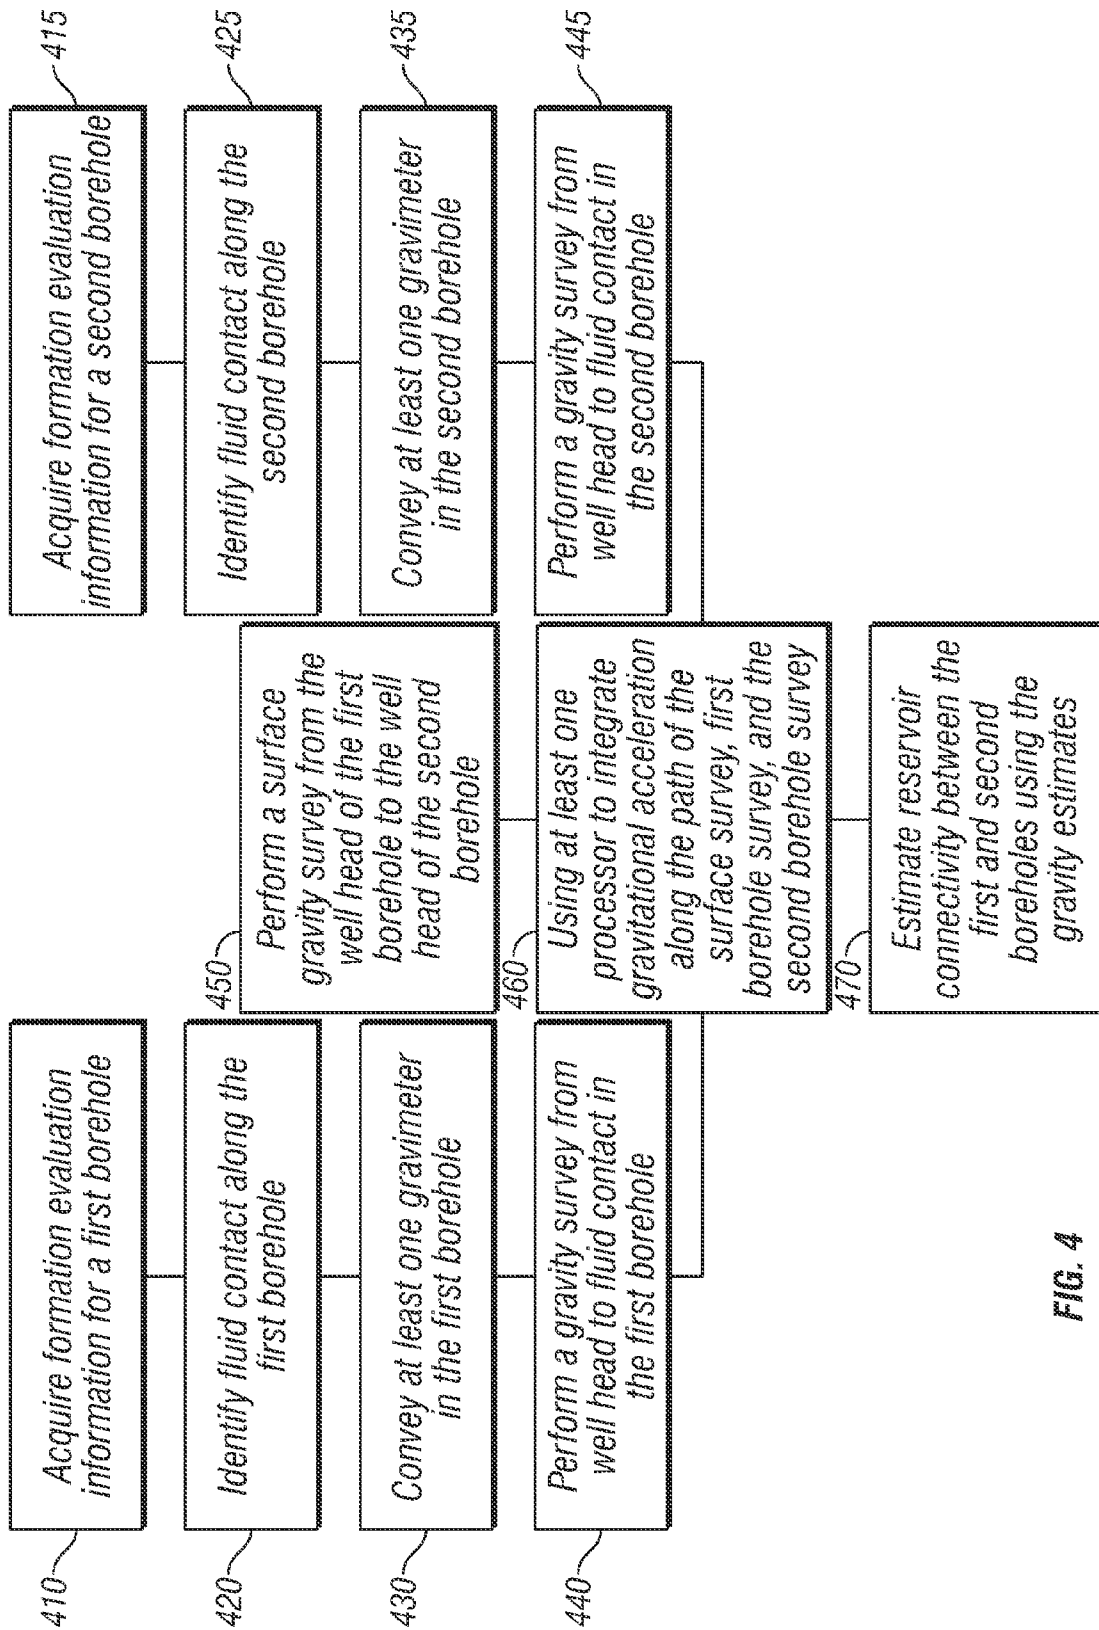 410
Acquire formation evaluation
information for a first borehole
420
Identify fluid contact along the
first borehole
430
Convey at least one gravimeter
in the first borehole
440
Perform a gravity survey from
well head to fluid contact in
the first borehole
450
Perform a surface
gravity survey from the
well head of the first
borehole to the well
head of the second
borehole
415
Acquire formation evaluation
information for a second borehole
425
Identify fluid contact along the
second borehole
435
Convey at least one gravimeter
in the second borehole
445
Perform a gravity survey from
well head to fluid contact in
the second borehole
460
Using at least one
processor to integrate
gravitational acceleration
along the path of the
surface survey, first
borehole survey, and the
second borehole survey
470
Estimate reservoir
connectivity between the
first and second
boreholes using the
gravity estimates
FIG. 4